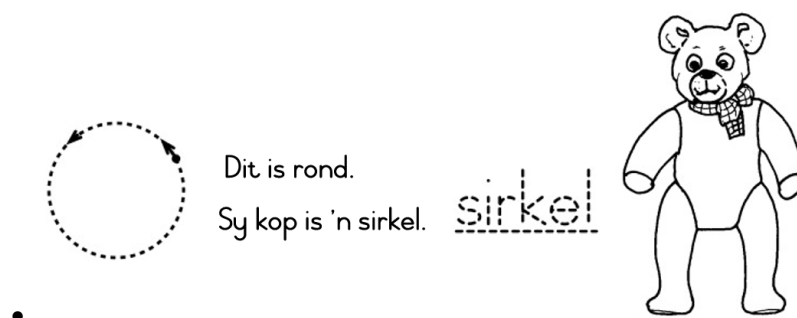 Dit is rond.
Sy kop is 'n sirkel.
sirkel